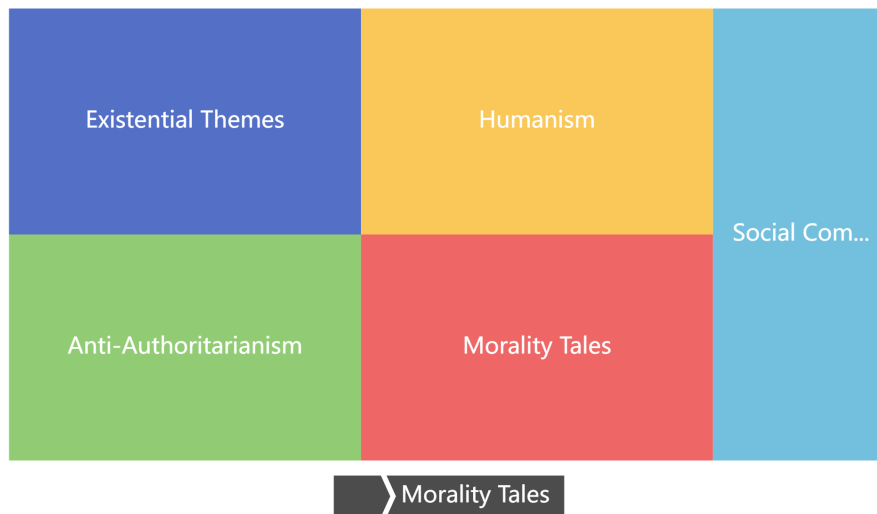 Existential Themes
Humanism
Social Com...
Anti-Authoritarianism
Morality Tales
Morality Tales